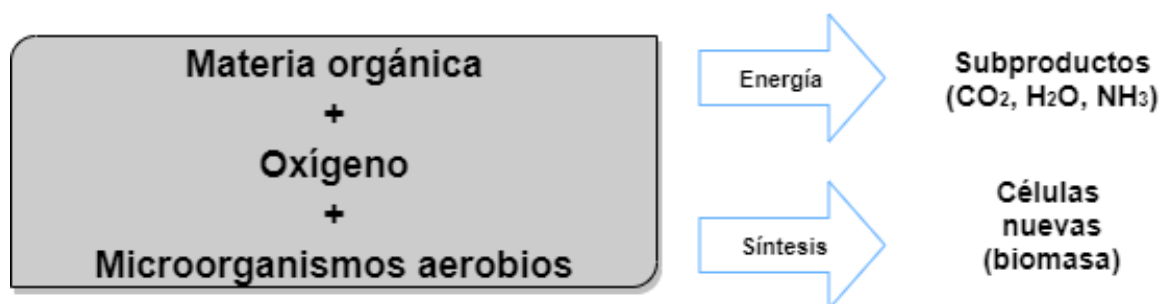 Materia orgánica
+
Oxígeno
+
Microorganismos aerobios
Energía
Subproductos
(CO2, H2O, NH3)
Síntesis
Células
nuevas
(biomasa)